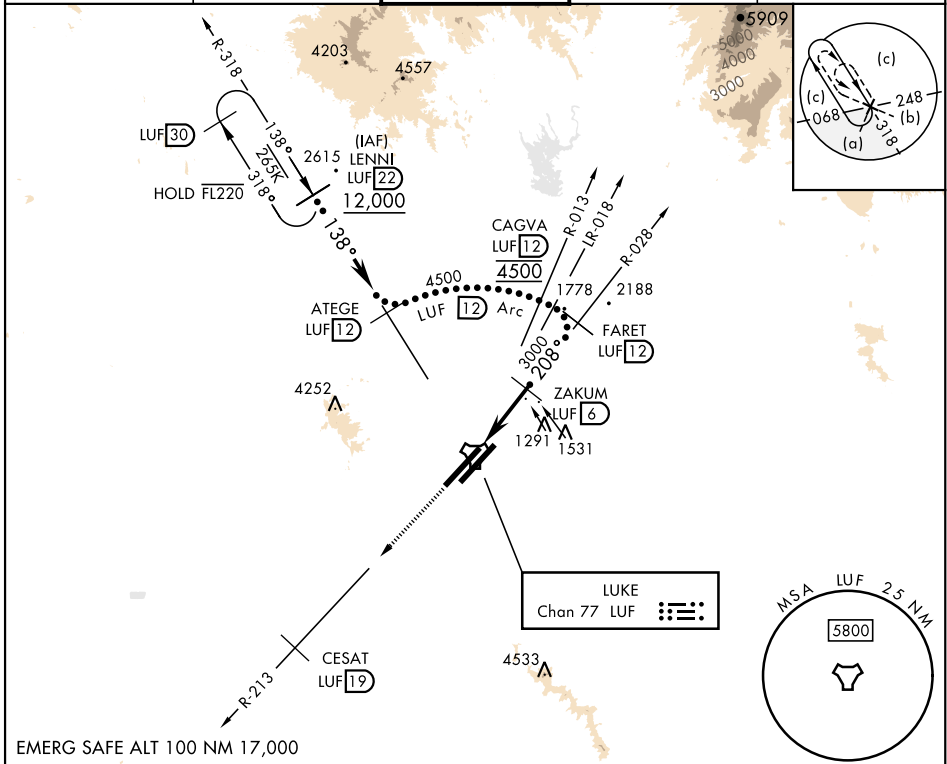 5909
5000
4000
3000
4203
4557
R-318
LUF 30
138°
265K
318°
HOLD FL220
(IAF)
LENNI
LUF 22
12,000
2615
138°
(c)
(c)
068
248
(b)
(a)
318
CAGVA
LUF 12
4500
R-013
LR-018
R-028
4500
LUF 12 Arc
1778
2188
ATEGE
LUF 12
FARET
LUF 12
3000
208°
ZAKUM
LUF 6
4252
1291
1531
LUKE
Chan 77 LUF
MSA LUF 25 NM
5800
CESAT
LUF 19
R-213
4533
EMERG SAFE ALT 100 NM 17,000